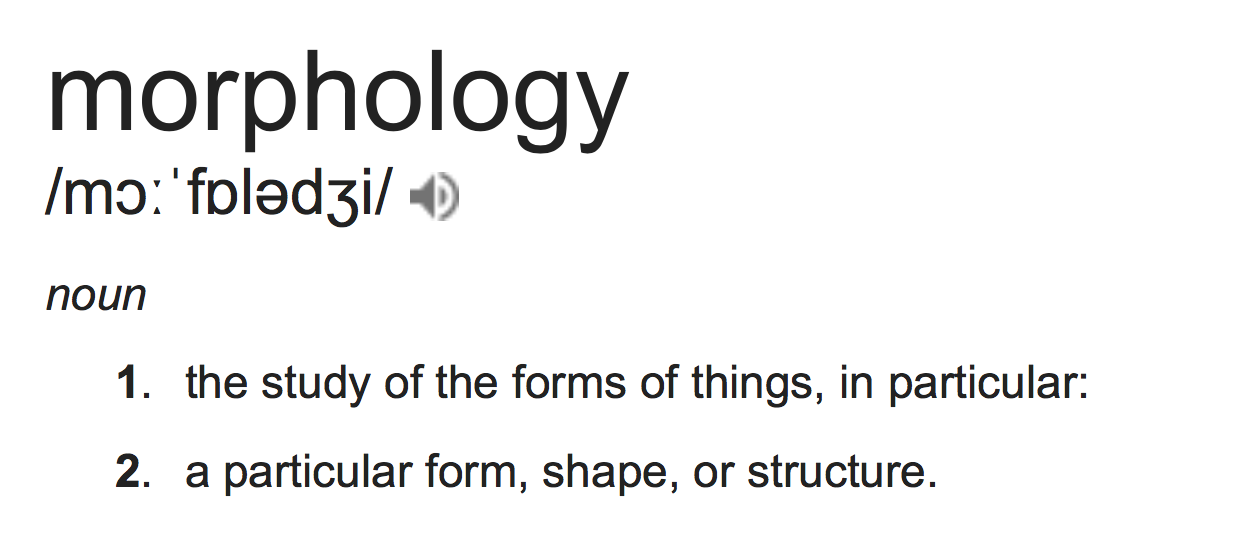 morphology
/mɔːˈfɒlədʒi/
noun
1. the study of the forms of things, in particular:
2. a particular form, shape, or structure.